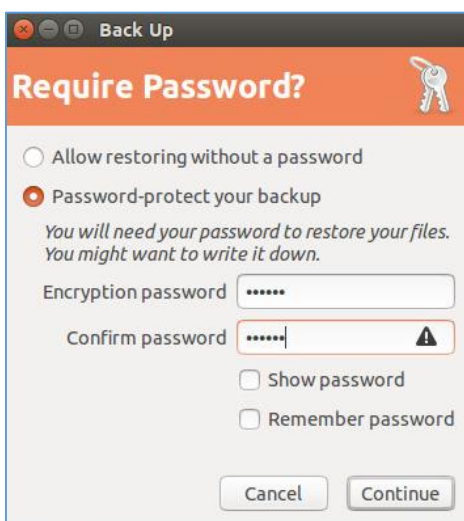 Back Up
Require Password?
Allow restoring without a password
Password-protect your backup
You will need your password to restore your files.
You might want to write it down.
Encryption password ••••••
Confirm password ••••••
Show password
Remember password
Cancel Continue